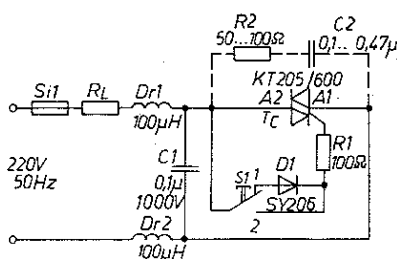 R2
50...100Ω
C2
0,1.. 0,47µ
KT205/600
A2
A1
Tc
Si1
RL
Dr1
100µH
R1
100Ω
220V
50Hz
C1
0,1µ
1000V
S1
1
D1
SY206
2
Dr2
100µH